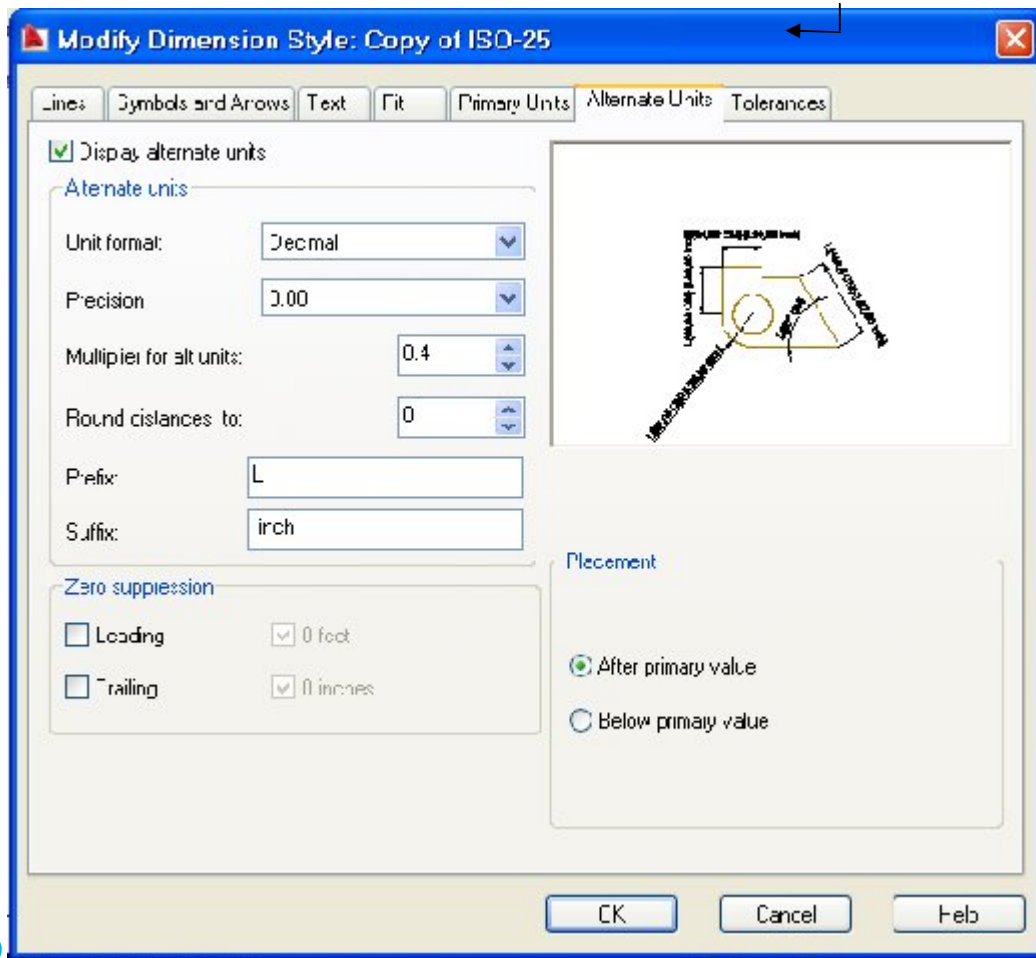 Modify Dimension Style: Copy of ISO-25
Lines Symbols and Arrows Text Fit Primary Units Alternate Units Tolerances
Display alternate units
Alternate units
Unit format: Decimal
Precision 0.00
Multiplier for alt units: 0.4
Round distances to: 0
Prefix: L
Suffix: inch
Zero suppression
Leading 0 feet
Trailing 0 inches
Placement
After primary value
Below primary value
OK Cancel Help